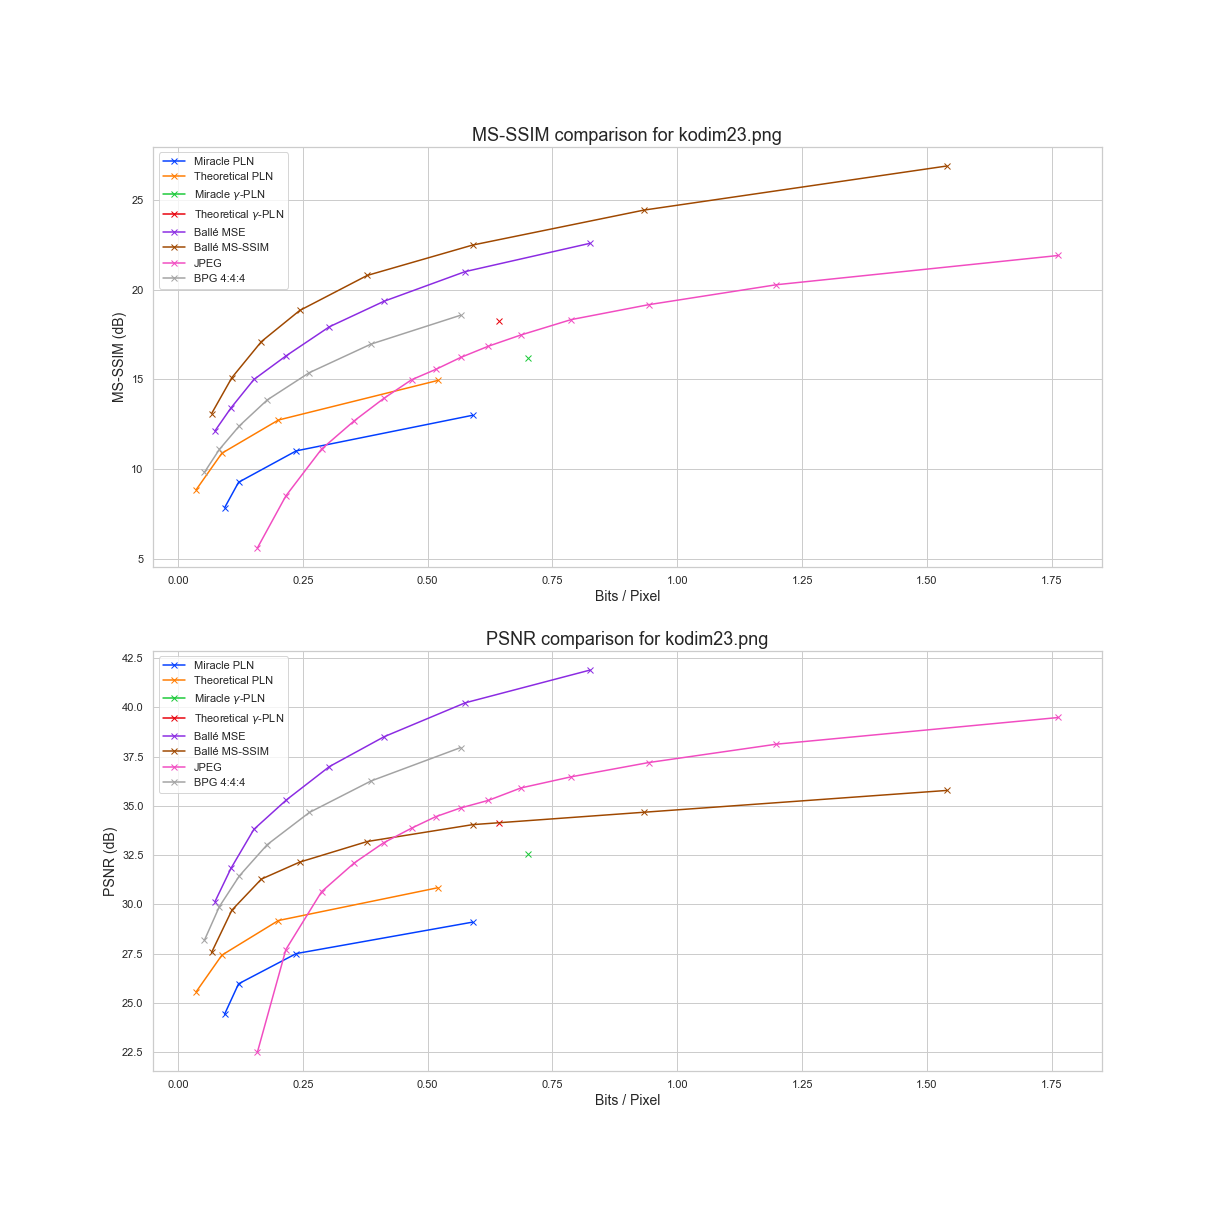 MS-SSIM comparison for kodim23.png
Miracle PLN
Theoretical PLN
Miracle γ-PLN
Theoretical γ-PLN
Ballé MSE
Ballé MS-SSIM
JPEG
BPG 4:4:4
25
20
15
10
5
MS-SSIM (dB)
0.00 0.25 0.50 0.75 1.00 1.25 1.50 1.75
Bits / Pixel
PSNR comparison for kodim23.png
Miracle PLN
Theoretical PLN
Miracle γ-PLN
Theoretical γ-PLN
Ballé MSE
Ballé MS-SSIM
JPEG
BPG 4:4:4
42.5
40.0
37.5
35.0
32.5
30.0
27.5
25.0
22.5
PSNR (dB)
0.00 0.25 0.50 0.75 1.00 1.25 1.50 1.75
Bits / Pixel